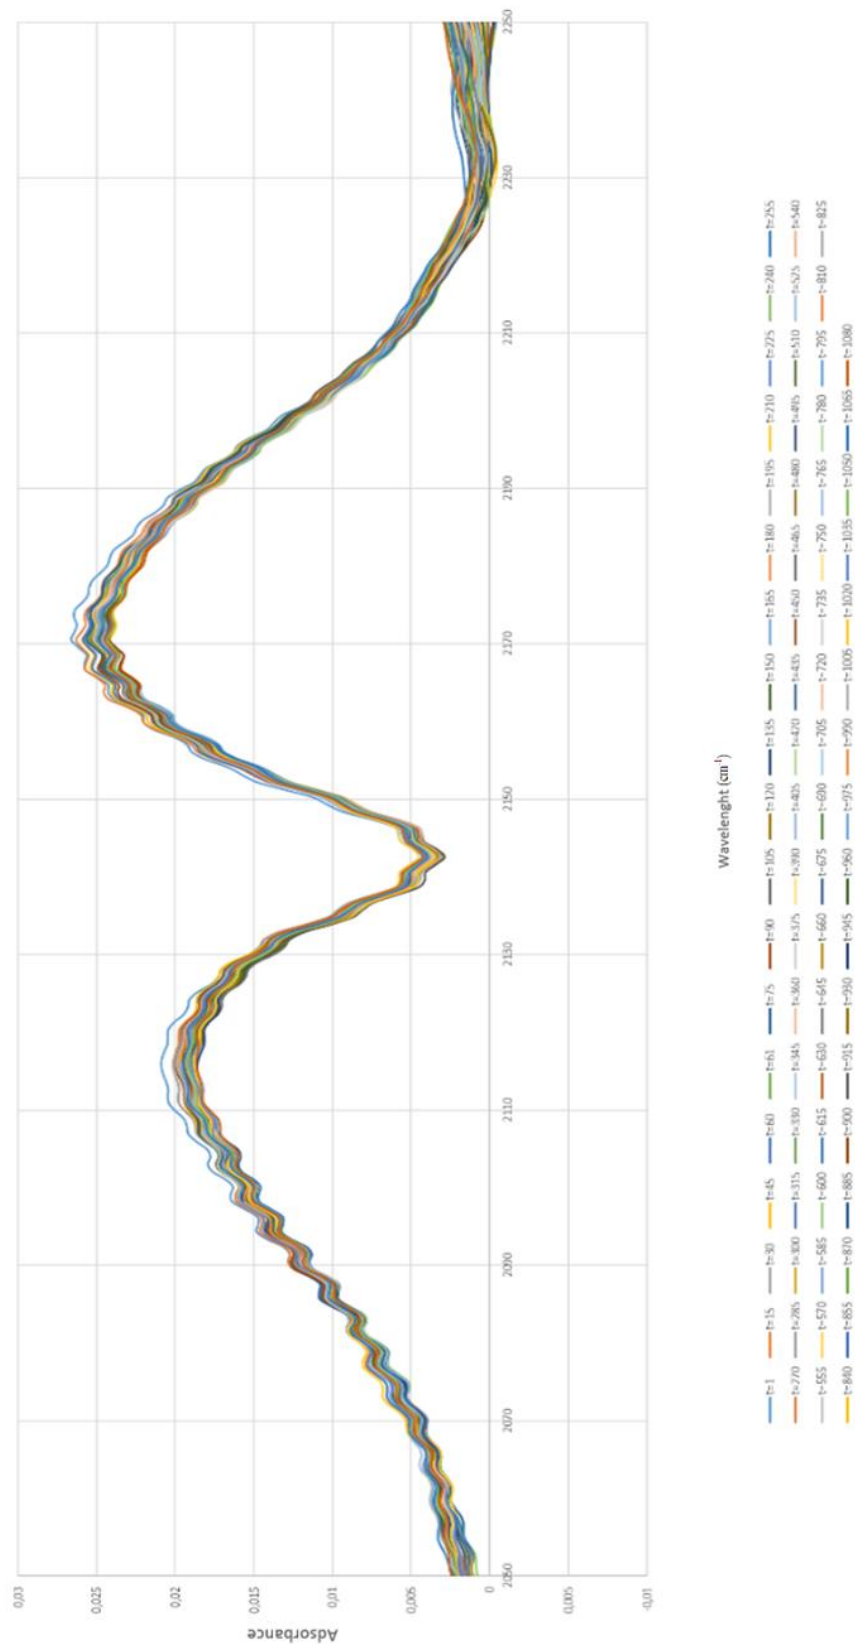 Adsorbance
0,03
0,025
0,02
0,015
0,01
0,005
0
0,005
-0,01
2050 2070 2090 2110 2130 2150 2170 2190 2210 2230 2250
Wavelenght (cm⁻¹)
t=1 t=15 t=30 t=45 t=60 t=61 t=75 t=90 t=105 t=120 t=135 t=150 t=165 t=180 t=195 t=210 t=225 t=240 t=255
t=270 t=285 t=300 t=315 t=330 t=345 t=360 t=375 t=390 t=405 t=420 t=435 t=450 t=465 t=480 t=495 t=510 t=525 t=540
t=555 t=570 t=585 t=600 t=615 t=630 t=645 t=660 t=675 t=690 t=705 t=720 t=735 t=750 t=765 t=780 t=795 t=810 t=825
t=840 t=855 t=870 t=885 t=900 t=915 t=930 t=945 t=960 t=975 t=990 t=1005 t=1020 t=1035 t=1050 t=1065 t=1080